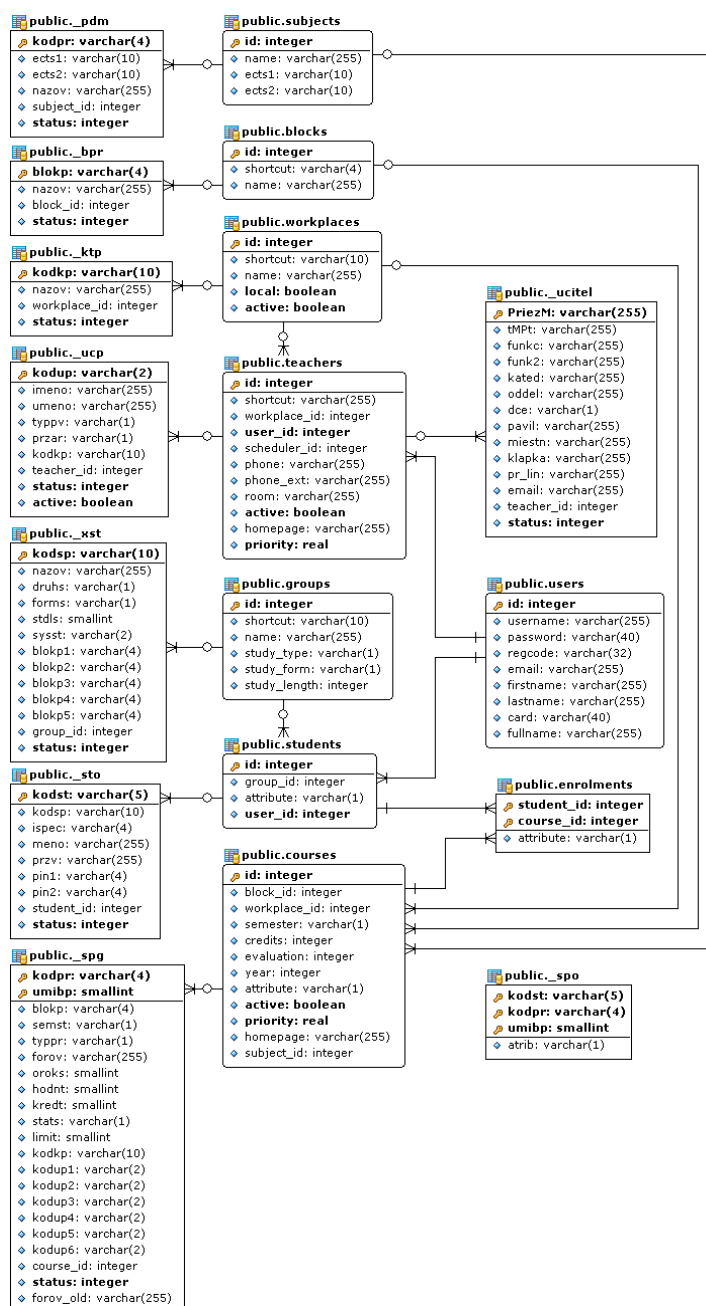 public._pdm
kodpr: varchar(4)
ects1: varchar(10)
ects2: varchar(10)
nazov: varchar(255)
subject_id: integer
status: integer
public.subjects
id: integer
name: varchar(255)
ects1: varchar(10)
ects2: varchar(10)
public._bpr
blokp: varchar(4)
nazov: varchar(255)
block_id: integer
status: integer
public.blocks
id: integer
shortcut: varchar(4)
name: varchar(255)
public._ktp
kodkp: varchar(10)
nazov: varchar(255)
workplace_id: integer
status: integer
public.workplaces
id: integer
shortcut: varchar(10)
name: varchar(255)
local: boolean
active: boolean
public._ucitel
PriezM: varchar(255)
tMPt: varchar(255)
funkc: varchar(255)
funk2: varchar(255)
kated: varchar(255)
oddel: varchar(255)
dce: varchar(1)
pavil: varchar(255)
miestn: varchar(255)
klapka: varchar(255)
pr_lin: varchar(255)
email: varchar(255)
teacher_id: integer
status: integer
public._ucp
kodup: varchar(2)
imeno: varchar(255)
umeno: varchar(255)
typpv: varchar(1)
przar: varchar(1)
kodkp: varchar(10)
teacher_id: integer
status: integer
active: boolean
public.teachers
id: integer
shortcut: varchar(255)
workplace_id: integer
user_id: integer
scheduler_id: integer
phone: varchar(255)
phone_ext: varchar(255)
room: varchar(255)
active: boolean
homepage: varchar(255)
priority: real
public._xst
kodsp: varchar(10)
nazov: varchar(255)
druhs: varchar(1)
forms: varchar(1)
stdls: smallint
sysst: varchar(2)
blokp1: varchar(4)
blokp2: varchar(4)
blokp3: varchar(4)
blokp4: varchar(4)
blokp5: varchar(4)
group_id: integer
status: integer
public.groups
id: integer
shortcut: varchar(10)
name: varchar(255)
study_type: varchar(1)
study_form: varchar(1)
study_length: integer
public.users
id: integer
username: varchar(255)
password: varchar(40)
regcode: varchar(32)
email: varchar(255)
firstname: varchar(255)
lastname: varchar(255)
card: varchar(40)
fullname: varchar(255)
public._sto
kodst: varchar(5)
kodsp: varchar(10)
ispec: varchar(4)
meno: varchar(255)
przv: varchar(255)
pin1: varchar(4)
pin2: varchar(4)
student_id: integer
status: integer
public.students
id: integer
group_id: integer
attribute: varchar(1)
user_id: integer
public.enrolments
student_id: integer
course_id: integer
attribute: varchar(1)
public.courses
id: integer
block_id: integer
workplace_id: integer
semester: varchar(1)
credits: integer
evaluation: integer
year: integer
attribute: varchar(1)
active: boolean
priority: real
homepage: varchar(255)
subject_id: integer
public._spg
kodpr: varchar(4)
umibp: smallint
blokp: varchar(4)
semst: varchar(1)
typpr: varchar(1)
forov: varchar(255)
oroks: smallint
hodnt: smallint
kredt: smallint
stats: varchar(1)
limit: smallint
kodkp: varchar(10)
kodup1: varchar(2)
kodup2: varchar(2)
kodup3: varchar(2)
kodup4: varchar(2)
kodup5: varchar(2)
kodup6: varchar(2)
course_id: integer
status: integer
forov_old: varchar(255)
public._spo
kodst: varchar(5)
kodpr: varchar(4)
umibp: smallint
atrib: varchar(1)